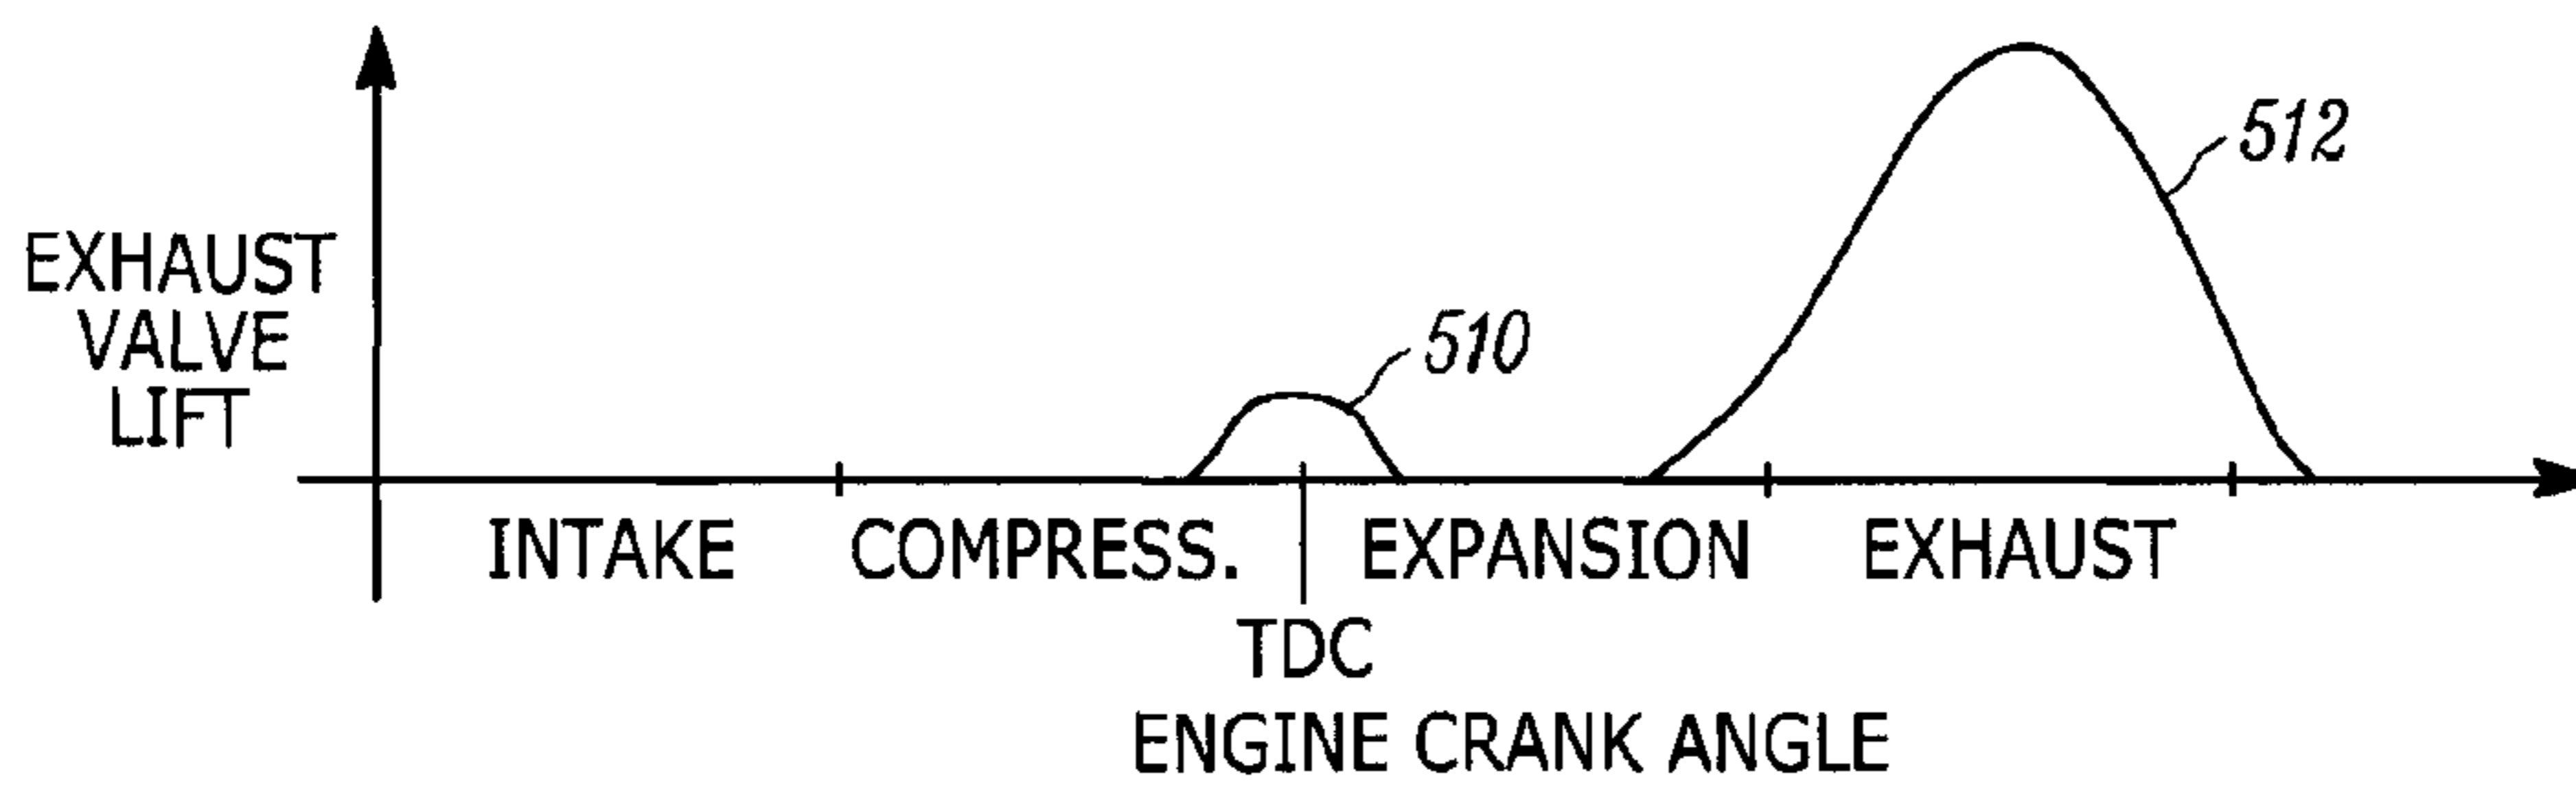 512
510
EXHAUST
VALVE
LIFT
INTAKE COMPRESS. EXPANSION EXHAUST
TDC
ENGINE CRANK ANGLE